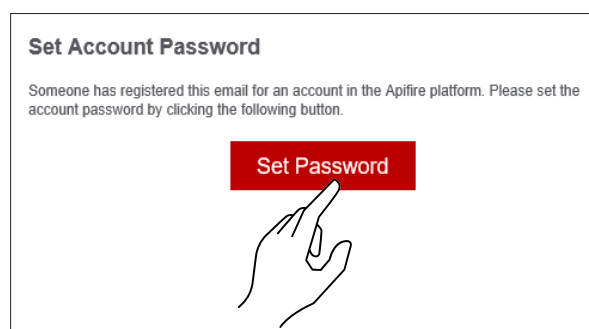 Set Account Password
Someone has registered this email for an account in the Apifire platform. Please set the
account password by clicking the following button.
Set Password